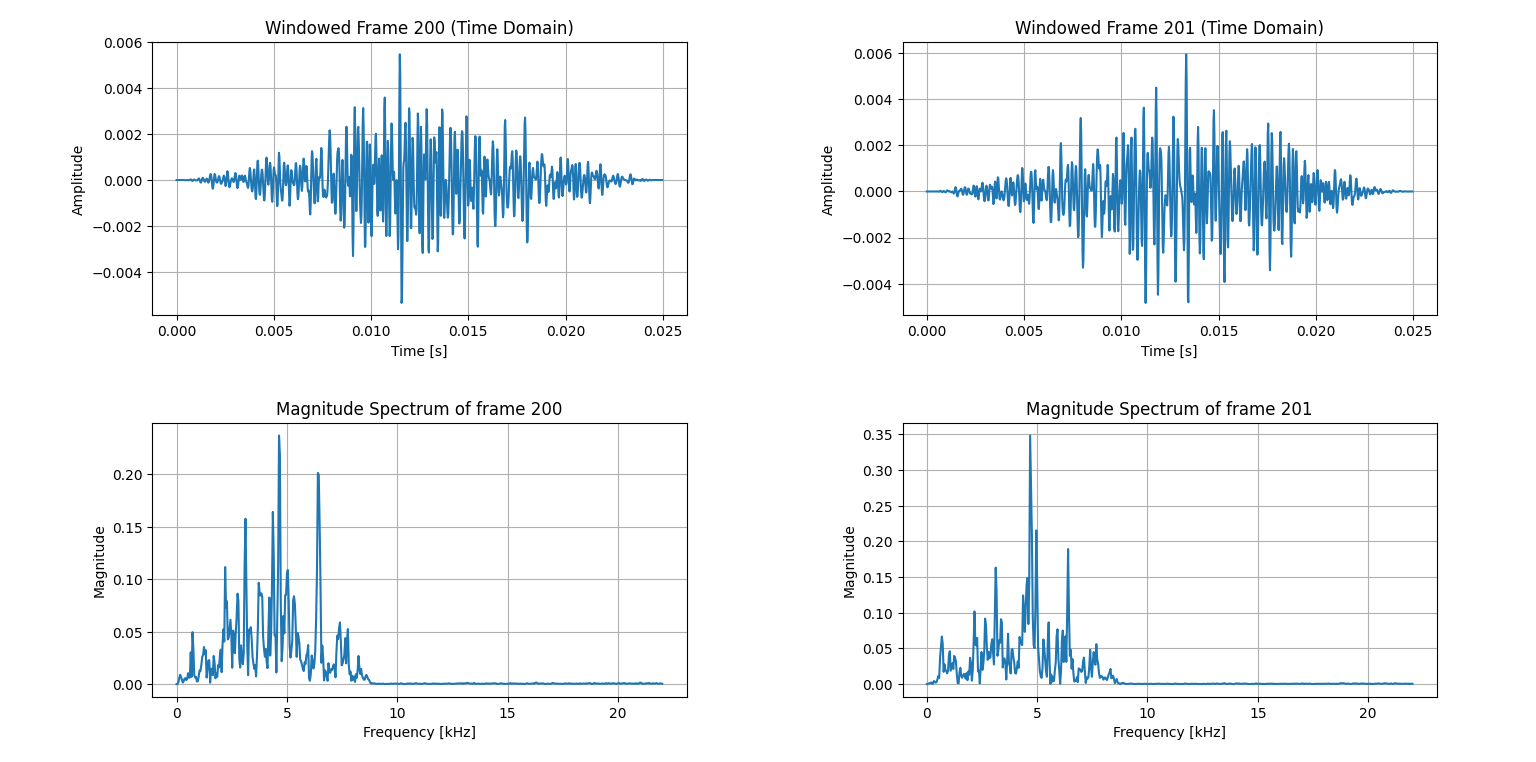 Windowed Frame 200 (Time Domain)
0.006
0.004
0.002
0.000
−0.002
−0.004
Amplitude
0.000 0.005 0.010 0.015 0.020 0.025
Time [s]
Windowed Frame 201 (Time Domain)
0.006
0.004
0.002
0.000
−0.002
−0.004
Amplitude
0.000 0.005 0.010 0.015 0.020 0.025
Time [s]
Magnitude Spectrum of frame 200
0.20
0.15
0.10
0.05
0.00
Magnitude
0 5 10 15 20
Frequency [kHz]
Magnitude Spectrum of frame 201
0.35
0.30
0.25
0.20
0.15
0.10
0.05
0.00
Magnitude
0 5 10 15 20
Frequency [kHz]